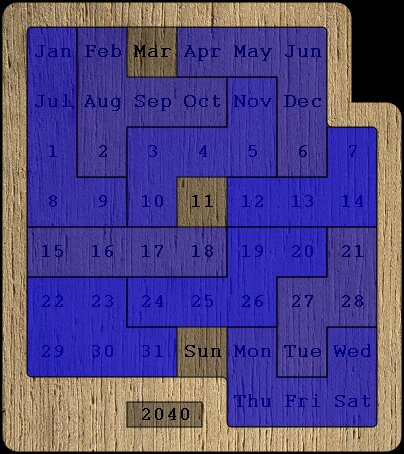 Jan Feb Mar Apr May Jun
Jul Aug Sep Oct Nov Dec
1 2 3 4 5 6 7
8 9 10 11 12 13 14
15 16 17 18 19 20 21
22 23 24 25 26 27 28
29 30 31 Sun Mon Tue Wed
Thu Fri Sat
2040